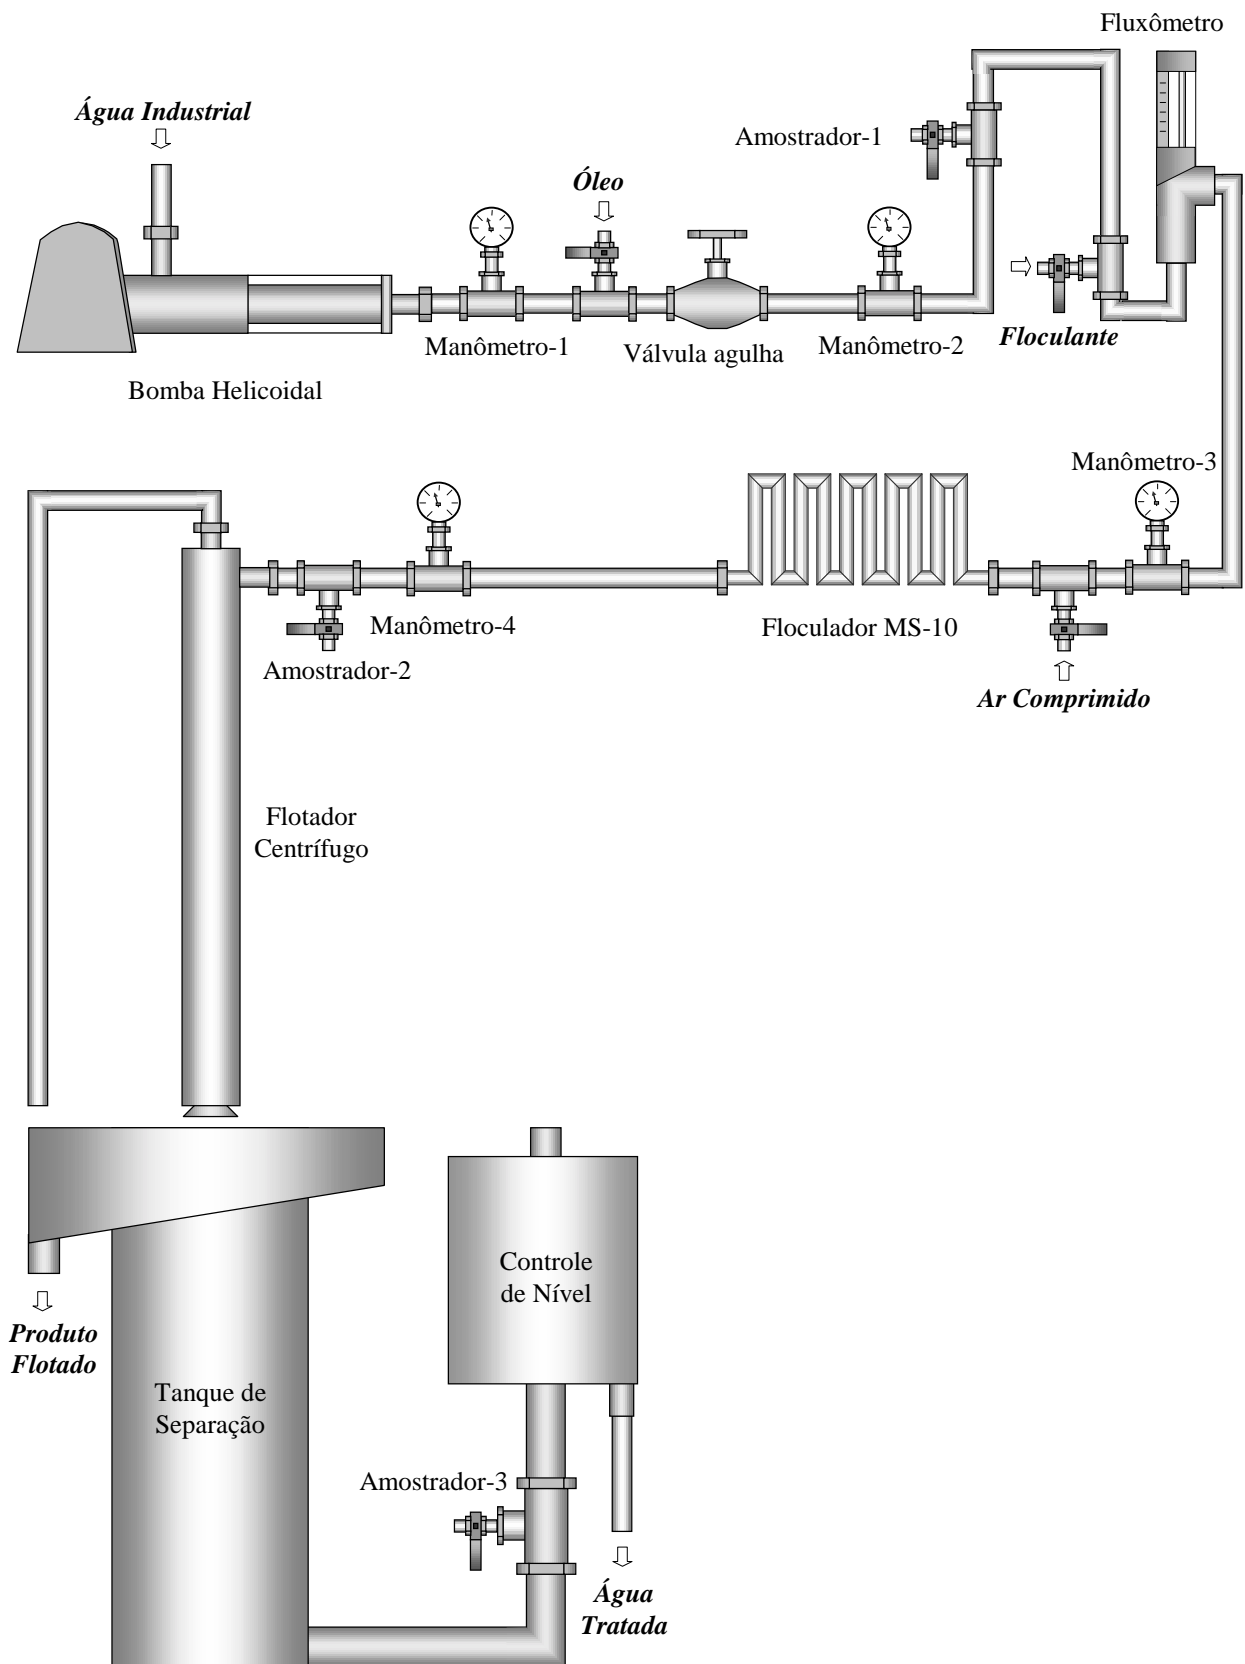 Fluxômetro
Água Industrial
Amostrador-1
Óleo
Floculante
Manômetro-1
Válvula agulha
Manômetro-2
Bomba Helicoidal
Manômetro-3
Manômetro-4
Floculador MS-10
Amostrador-2
Ar Comprimido
Flotador
Centrífugo
Controle
de Nível
Produto
Flotado
Tanque de
Separação
Amostrador-3
Água
Tratada